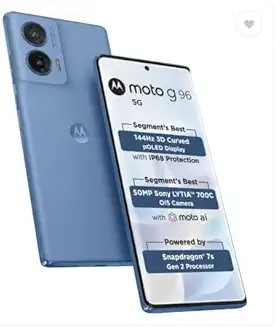 moto g 96
5G
Segment's Best
144Hz 3D Curved
pOLED Display
with IP68 Protection
Segment's Best
50MP Sony LYTIA™ 700C
OIS Camera
with moto ai
Powered by
Snapdragon® 7s
Gen 2 Processor